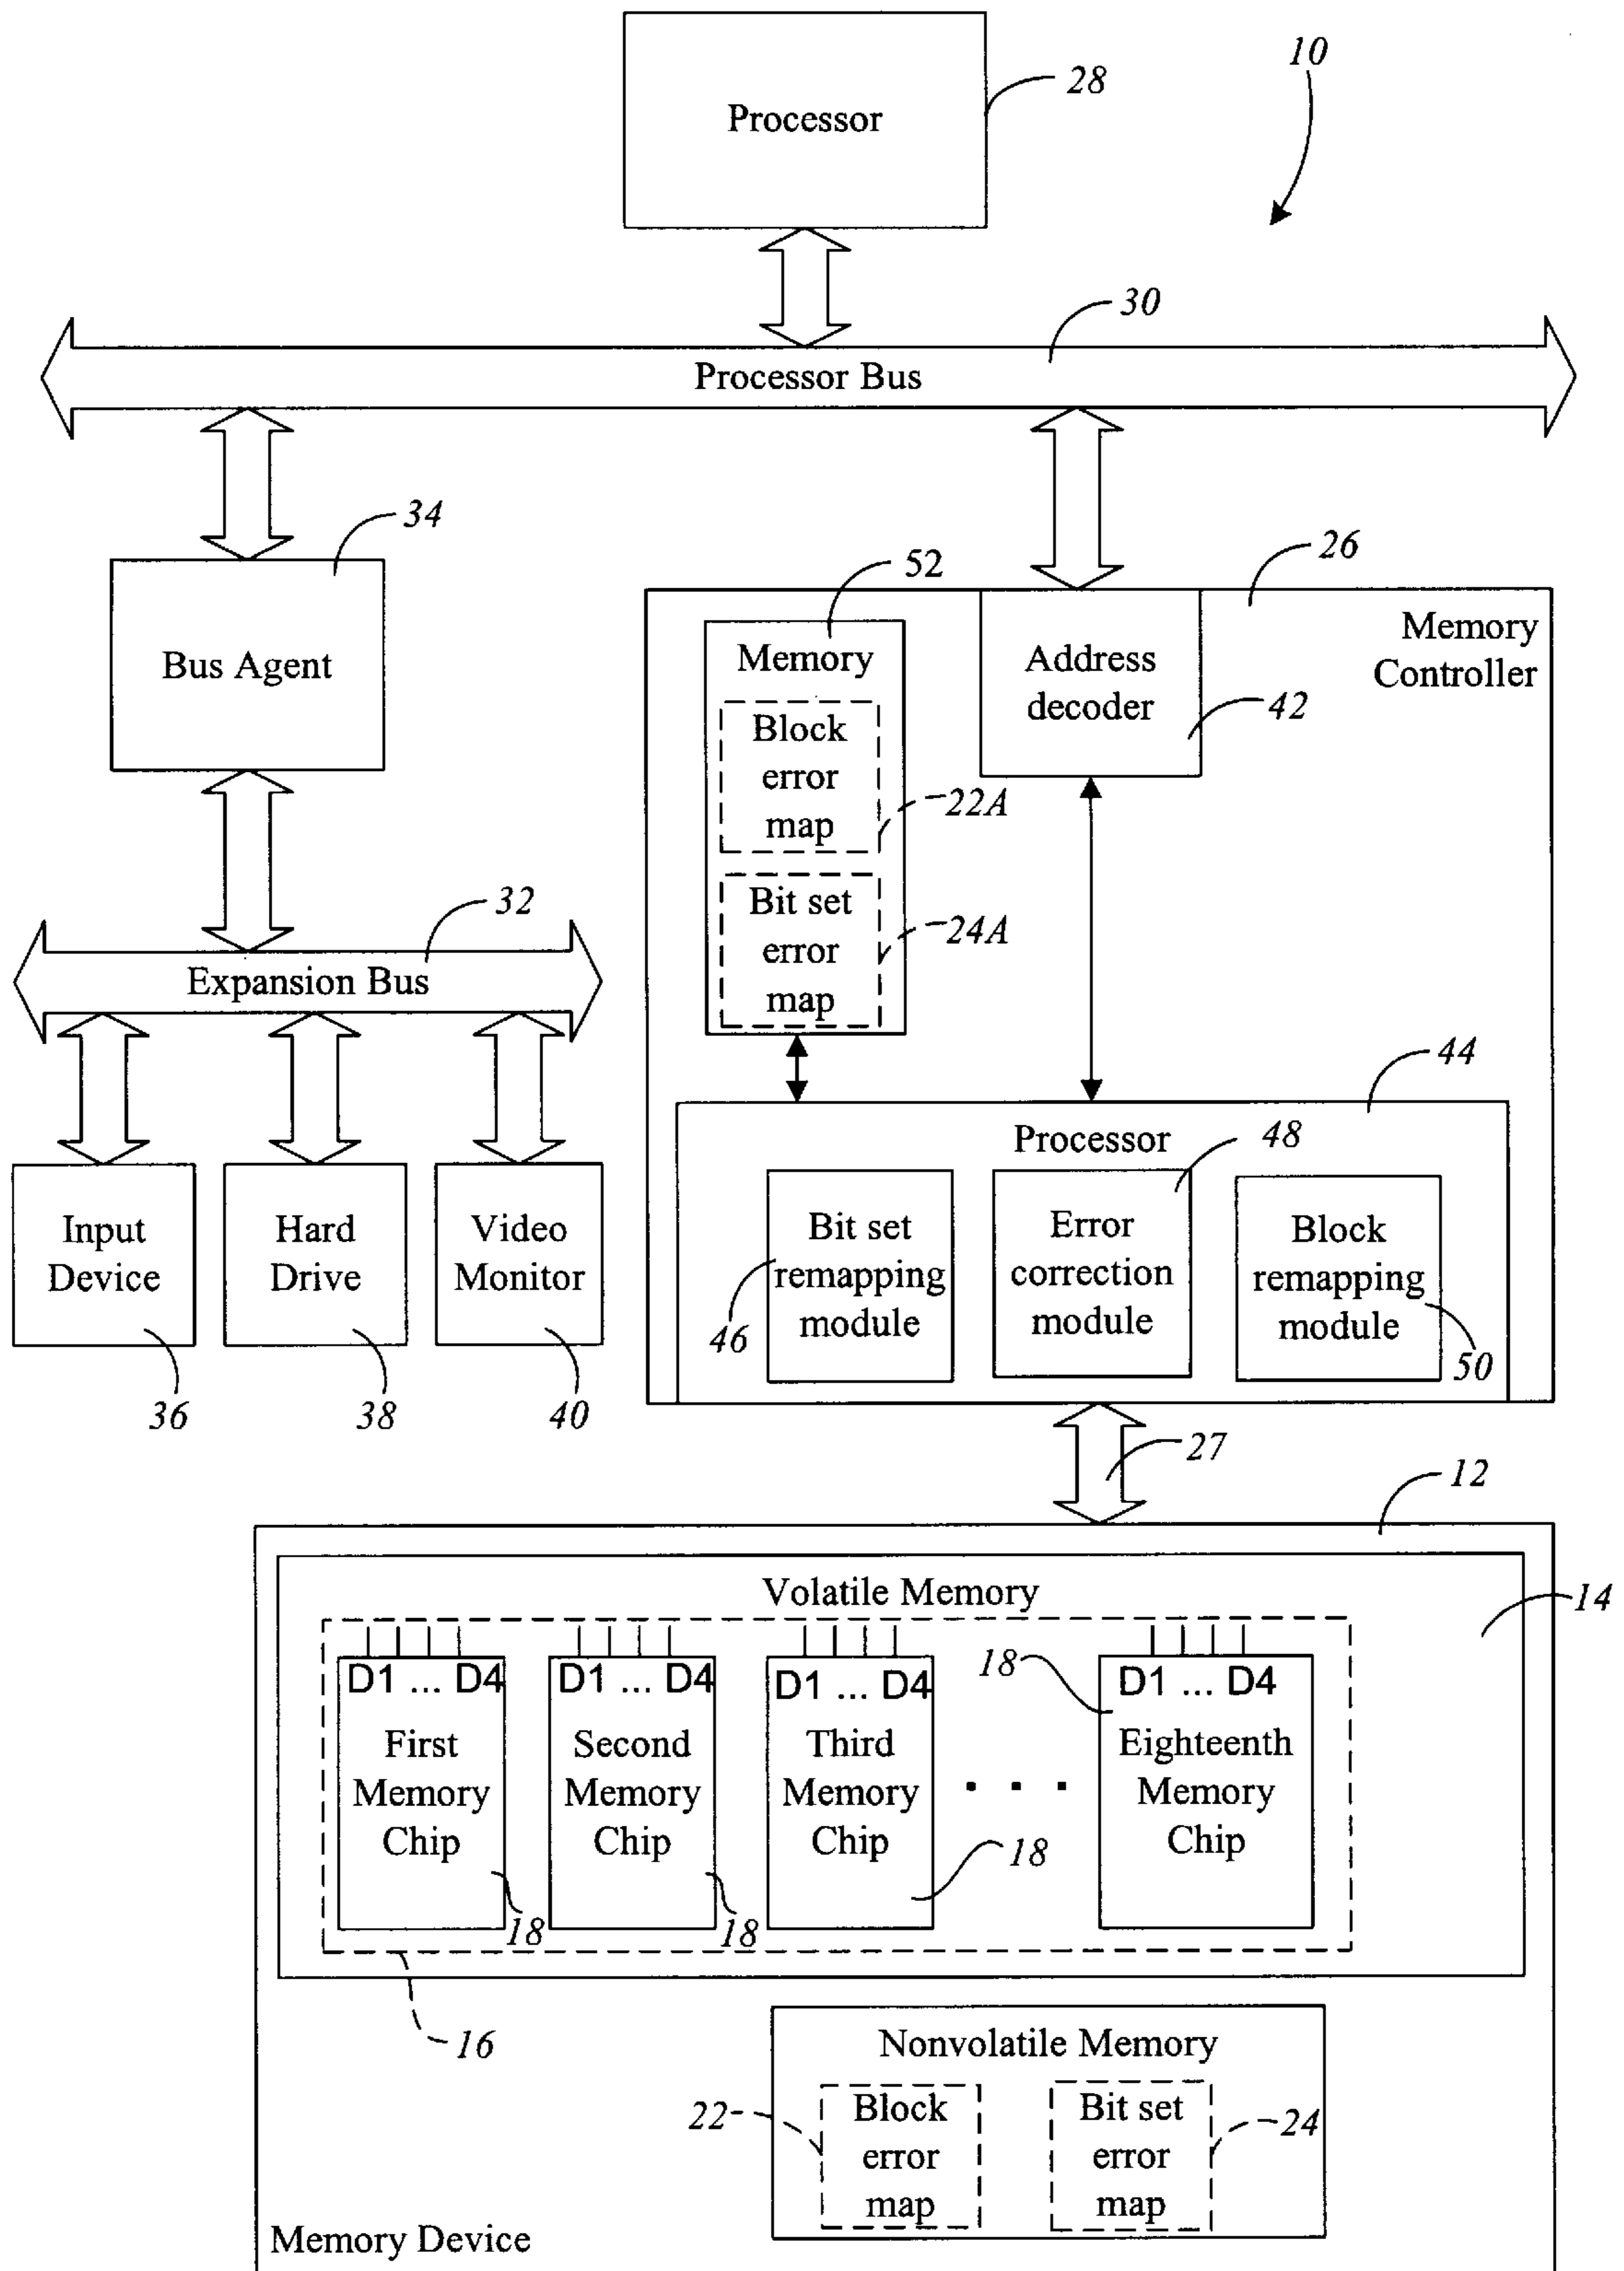 10
Processor
28
30
Processor Bus
34
Bus Agent
52
26
Memory
Controller
Memory
Block
error
map
22A
Bit set
error
map
24A
Address
decoder
42
32
Expansion Bus
Input
Device
36
Hard
Drive
38
Video
Monitor
40
44
Processor
48
Bit set
remapping
module
46
Error
correction
module
Block
remapping
module
50
27
12
Volatile Memory
14
D1 ... D4
First
Memory
Chip
18
D1 ... D4
Second
Memory
Chip
18
D1 ... D4
Third
Memory
Chip
18
. . .
18
D1 ... D4
Eighteenth
Memory
Chip
16
Nonvolatile Memory
22
Block
error
map
Bit set
error
map
24
Memory Device